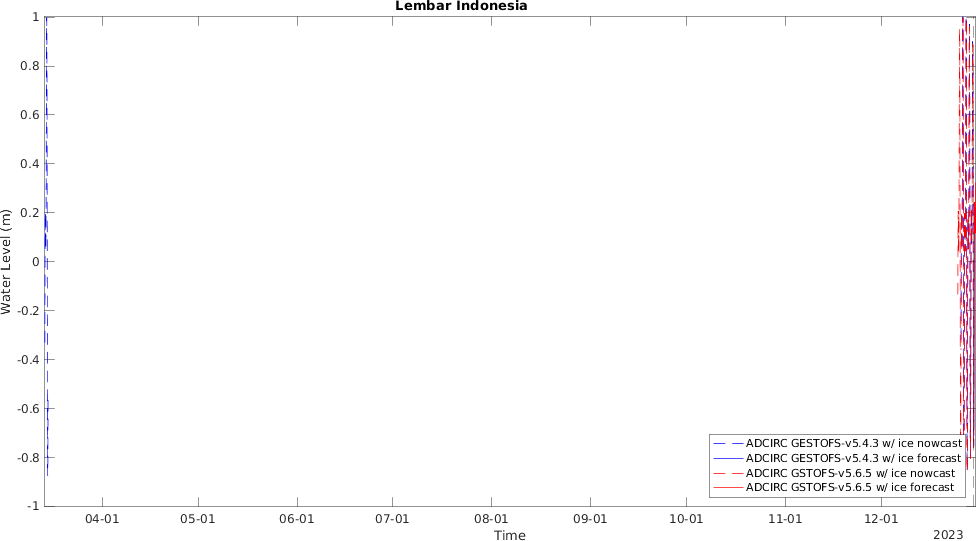 Lembar Indonesia
Water Level (m)
1
0.8
0.6
0.4
0.2
0
-0.2
-0.4
-0.6
-0.8
-1
ADCIRC GESTOFS-v5.4.3 w/ ice nowcast
ADCIRC GESTOFS-v5.4.3 w/ ice forecast
ADCIRC GSTOFS-v5.6.5 w/ ice nowcast
ADCIRC GSTOFS-v5.6.5 w/ ice forecast
04-01 05-01 06-01 07-01 08-01 09-01 10-01 11-01 12-01
Time
2023